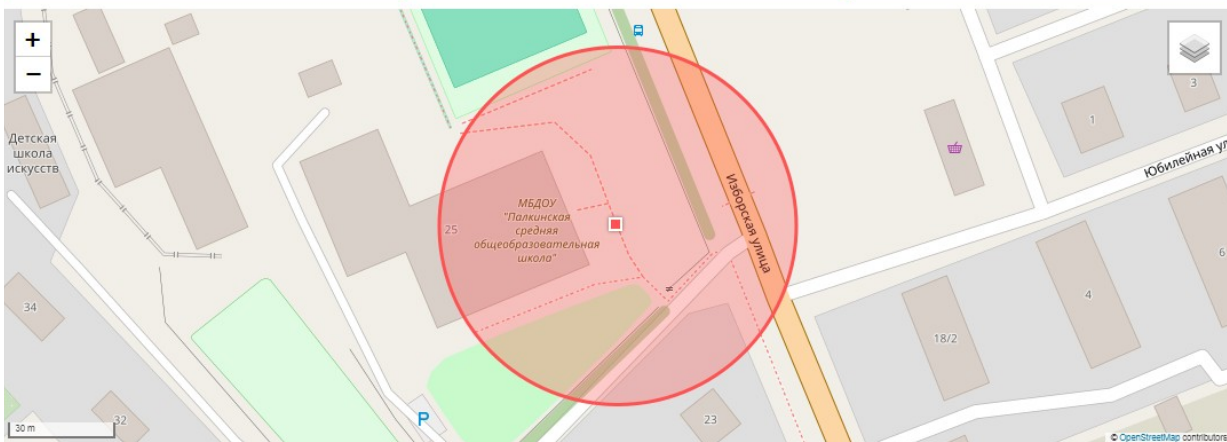 +
−
3
1
Детская
школа
искусств
Юбилейная ул
МБДОУ
"Палкинская
средняя
общеобразовательная
школа"
25
Изборская улица
6
4
34
18/2
P
23
32
30 m
© OpenStreetMap contributors